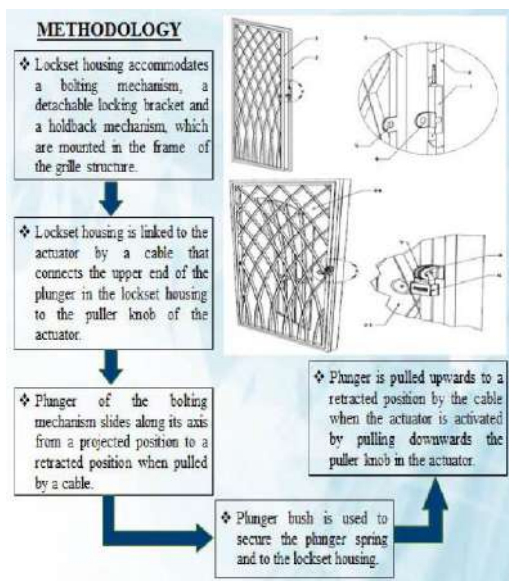 METHODOLOGY
❖ Lockset housing accommodates
a bolting mechanism, a
detachable locking bracket and
a holdback mechanism, which
are mounted in the frame of
the grille structure.
❖ Lockset housing is linked to the
actuator by a cable that
connects the upper end of the
plunger in the lockset housing
to the puller knob of the
actuator.
❖ Plunger of the bolting
mechanism slides along its axis
from a projected position to a
retracted position when pulled
by a cable.
❖ Plunger bush is used to
secure the plunger spring
and to the lockset housing.
❖ Plunger is pulled upwards to a
retracted position by the cable
when the actuator is activated
by pulling downwards the
puller knob in the actuator.